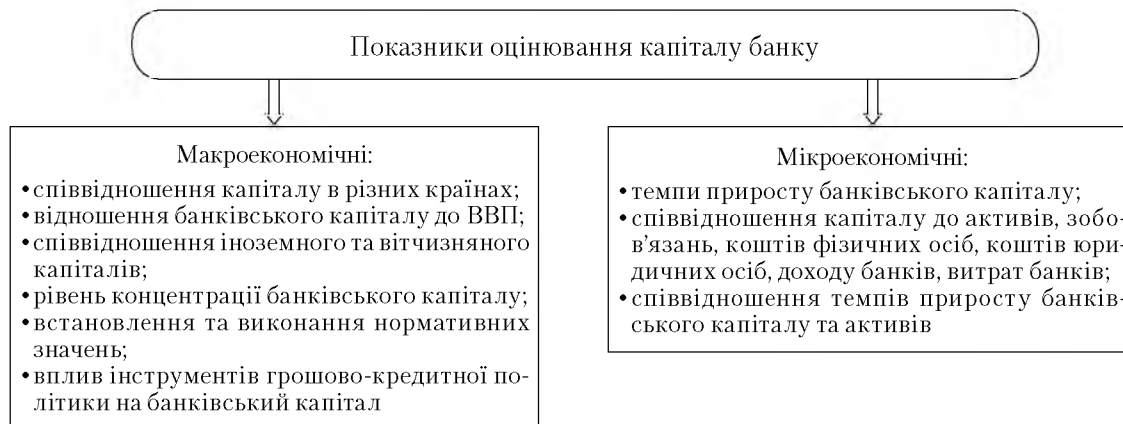 Показники оцінювання капіталу банку
Макроекономічні:
•співвідношення капіталу в різних країнах;
•відношення банківського капіталу до ВВП;
•співвідношення іноземного та вітчизняного
капіталів;
•рівень концентрації банківського капіталу;
•встановлення та виконання нормативних
значень;
•вплив інструментів грошово-кредитної по-
літики на банківський капітал
Мікроекономічні:
•темпи приросту банківського капіталу;
•співвідношення капіталу до активів, зобо-
в'язань, коштів фізичних осіб, коштів юри-
дичних осіб, доходу банків, витрат банків;
•співвідношення темпів приросту банків-
ського капіталу та активів